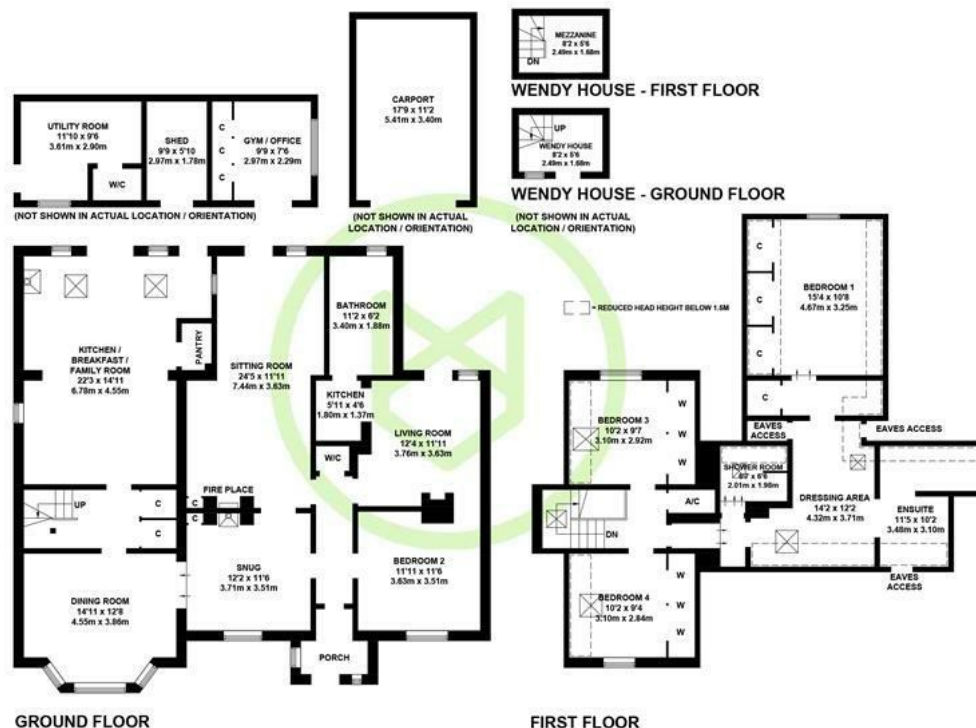 MEZZANINE
8'2 x 5'6
2.49m x 1.68m
DN
WENDY HOUSE - FIRST FLOOR
UP
WENDY HOUSE
8'2 x 5'6
2.49m x 1.68m
WENDY HOUSE - GROUND FLOOR
(NOT SHOWN IN ACTUAL
LOCATION / ORIENTATION)
CARPORT
17'9 x 11'2
5.41m x 3.40m
(NOT SHOWN IN ACTUAL
LOCATION / ORIENTATION)
UTILITY ROOM
11'10 x 9'6
3.61m x 2.90m
W/C
SHED
9'9 x 5'10
2.97m x 1.78m
C
C
C
GYM / OFFICE
9'9 x 7'6
2.97m x 2.29m
(NOT SHOWN IN ACTUAL LOCATION / ORIENTATION)
KITCHEN /
BREAKFAST /
FAMILY ROOM
22'3 x 14'11
6.78m x 4.55m
PANTRY
SITTING ROOM
24'5 x 11'11
7.44m x 3.63m
BATHROOM
11'2 x 6'2
3.40m x 1.88m
KITCHEN
5'11 x 4'6
1.80m x 1.37m
W/C
LIVING ROOM
12'4 x 11'11
3.76m x 3.63m
FIRE PLACE
UP
C
C
C
C
SNUG
12'2 x 11'6
3.71m x 3.51m
BEDROOM 2
11'11 x 11'6
3.63m x 3.51m
DINING ROOM
14'11 x 12'8
4.55m x 3.86m
PORCH
GROUND FLOOR
= REDUCED HEAD HEIGHT BELOW 1.5M
C
C
C
BEDROOM 1
15'4 x 10'8
4.67m x 3.25m
C
EAVES
ACCESS
EAVES ACCESS
BEDROOM 3
10'2 x 9'7
3.10m x 2.92m
W
W
W
A/C
DN
SHOWER ROOM
2.01m x 1.98m
DRESSING AREA
14'2 x 12'2
4.32m x 3.71m
ENSUITE
11'5 x 10'2
3.48m x 3.10m
EAVES
ACCESS
BEDROOM 4
10'2 x 9'4
3.10m x 2.84m
W
W
W
FIRST FLOOR